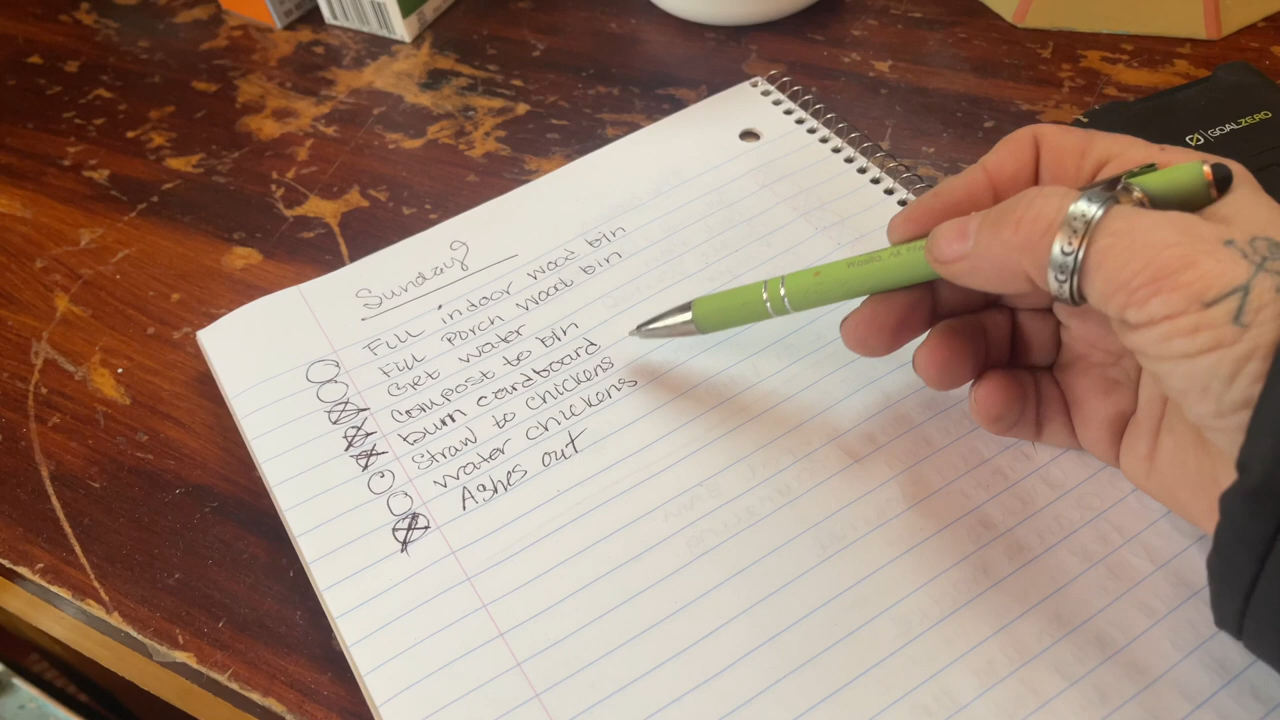 Sunday
Fill indoor wood bin
Fill Porch Wood bin
Get water
Compost to bin
burn cardboard
Straw to chickens
water chickens
Ashes out
GOALZERO